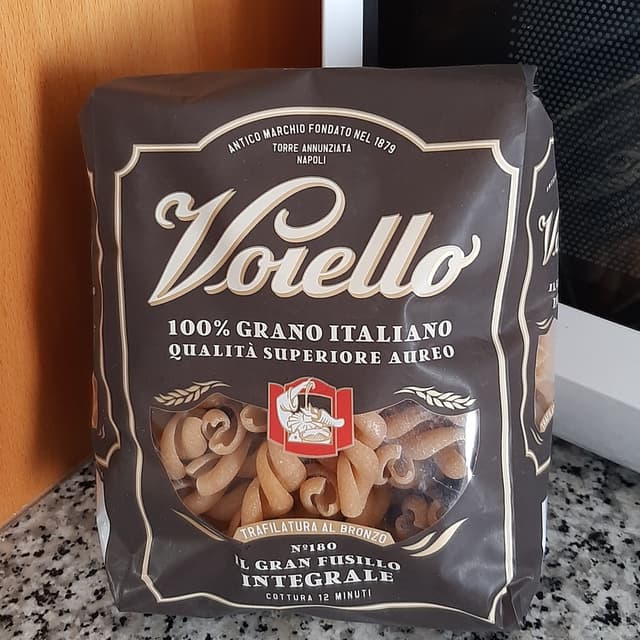 ANTICO MARCHIO FONDATO NEL 1879
TORRE ANNUNZIATA
NAPOLI
Voiello
100% GRANO ITALIANO
QUALITÀ SUPERIORE AUREO
TRAFILATURA AL BRONZO
Nº180
IL GRAN FUSILLO
INTEGRALE
COTTURA 12 MINUTI